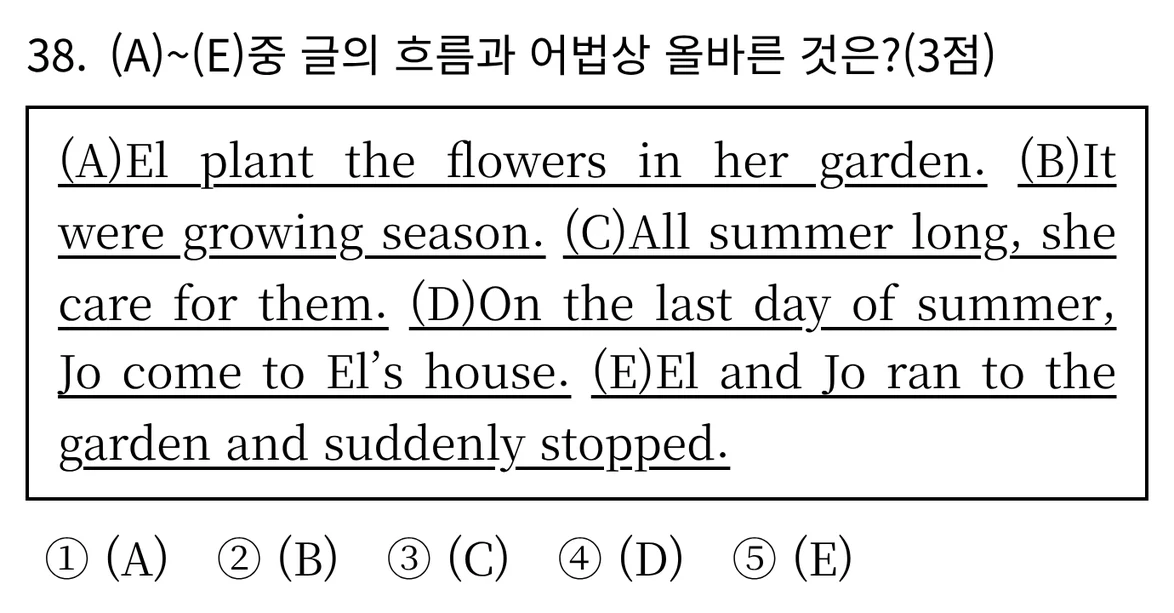 38. (A)~(E)중 글의 흐름과 어법상 올바른 것은?(3점)
(A)El plant the flowers in her garden. (B)It
were growing season. (C)All summer long, she
care for them. (D)On the last day of summer,
Jo come to El’s house. (E)El and Jo ran to the
garden and suddenly stopped.
① (A) ② (B) ③ (C) ④ (D) ⑤ (E)